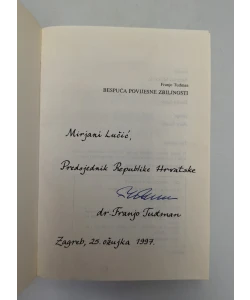 Franjo Tuđman
BESPUĆA POVIJESNE ZBILJNOSTI
Mirjani Lučić,
Predsjednik Republike Hrvatske
dr Franjo Tuđman
Zagreb, 25. ožujka 1997.